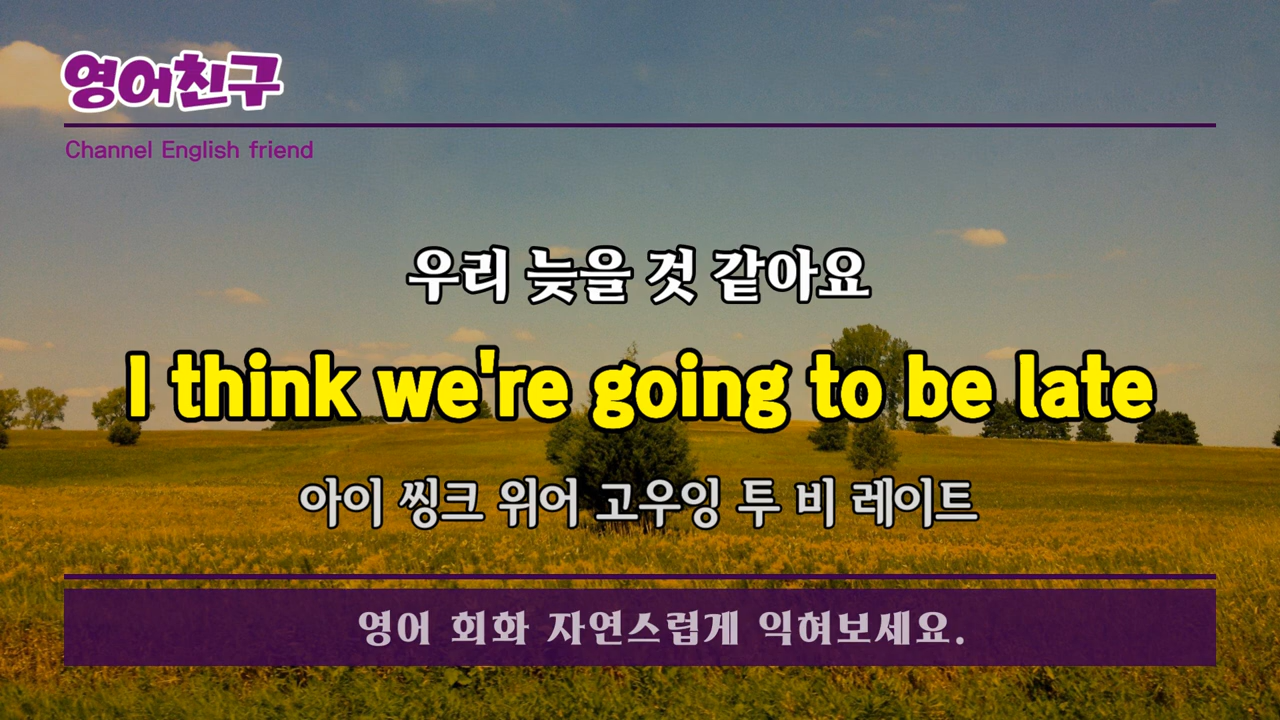 영어친구
Channel English friend
우리 늦을 것 같아요
I think we're going to be late
아이 씽크 위어 고우잉 투 비 레이트
영어 회화 자연스럽게 익혀보세요.